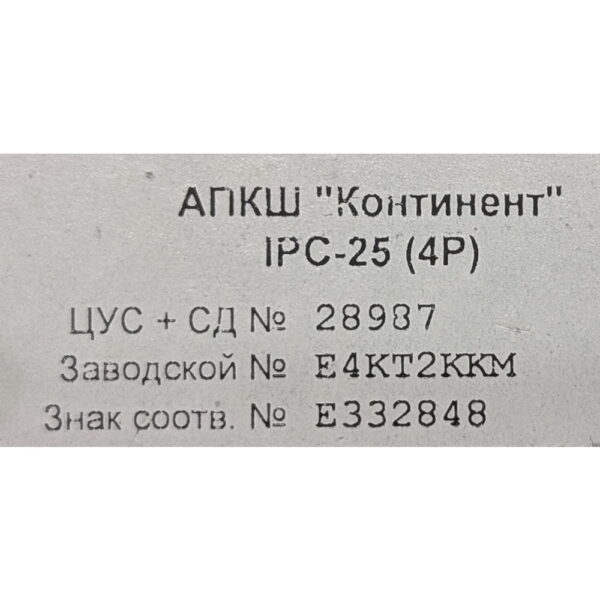 АПКШ "Континент"
IPC-25 (4P)
ЦУС + СД № 28987
Заводской № E4KT2KKM
Знак соотв. № E332848